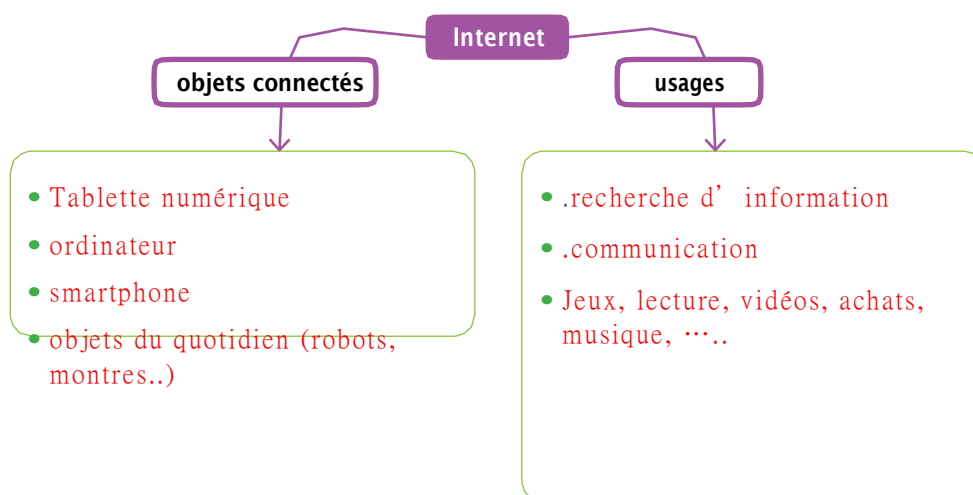 Internet
objets connectés
usages
• Tablette numérique
• ordinateur
• smartphone
• objets du quotidien (robots,
montres..)
• .recherche d’ information
• .communication
• Jeux, lecture, vidéos, achats,
musique, …..